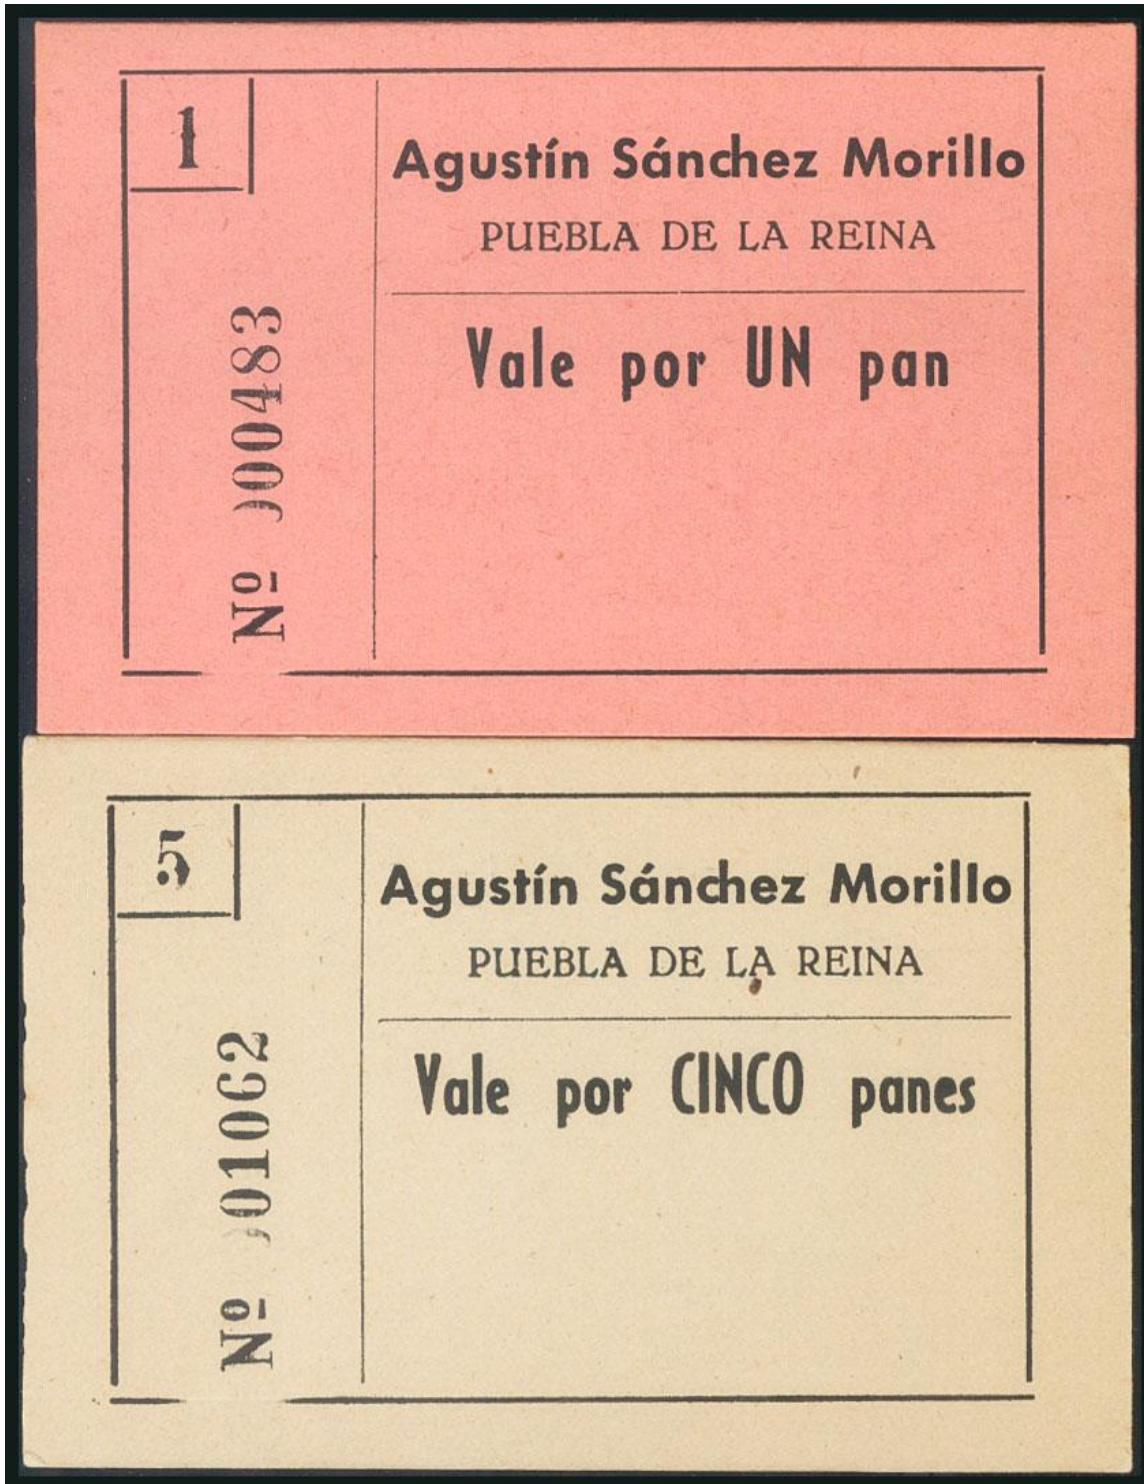 1
Agustín Sánchez Morillo
PUEBLA DE LA REINA
Vale por UN pan
Nº 000483
5
Agustín Sánchez Morillo
PUEBLA DE LA REINA
Vale por CINCO panes
Nº 001062